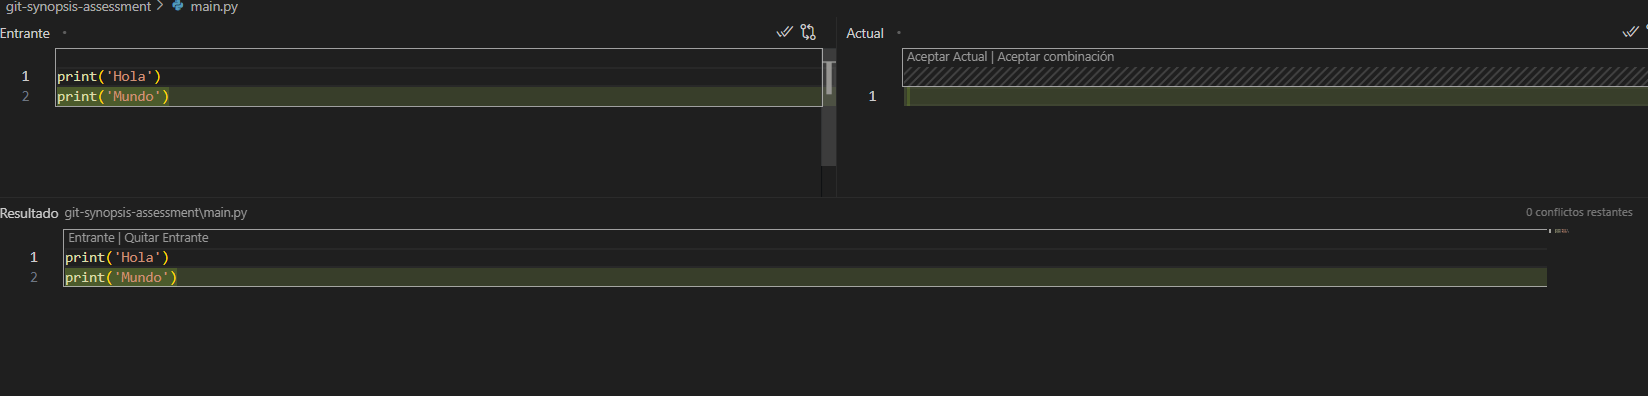 git-synopsis-assessment > main.py
Entrante
1 print('Hola')
2 print('Mundo')
Actual
Aceptar Actual | Aceptar combinación
1
Resultado git-synopsis-assessment\main.py 0 conflictos restantes
Entrante | Quitar Entrante
1 print('Hola')
2 print('Mundo')